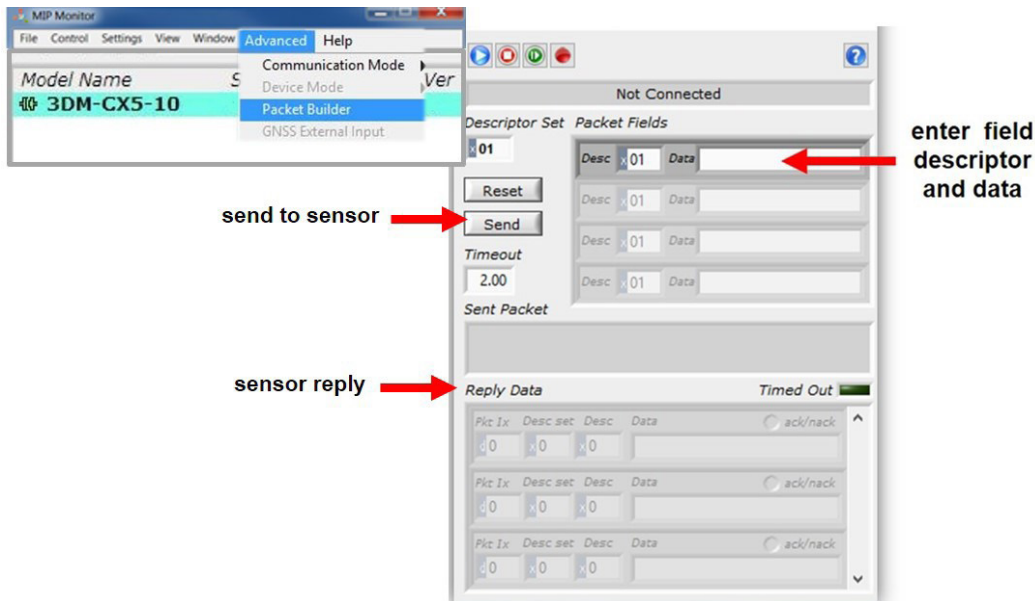 MIP Monitor
File Control Settings View Window Advanced Help
Communication Mode
Device Mode
Packet Builder
GNSS External Input
Model Name S Ver
3DM-CX5-10
Not Connected
Descriptor Set Packet Fields
x 01
Desc x 01 Data
Reset
Desc x 01 Data
Send
Desc x 01 Data
Timeout
2.00
Desc x 01 Data
Sent Packet
Reply Data Timed Out
Pkt Ix Desc set Desc Data ack/nack
d 0 x 0 x 0
Pkt Ix Desc set Desc Data ack/nack
d 0 x 0 x 0
Pkt Ix Desc set Desc Data ack/nack
d 0 x 0 x 0
enter field
descriptor
and data
send to sensor
sensor reply